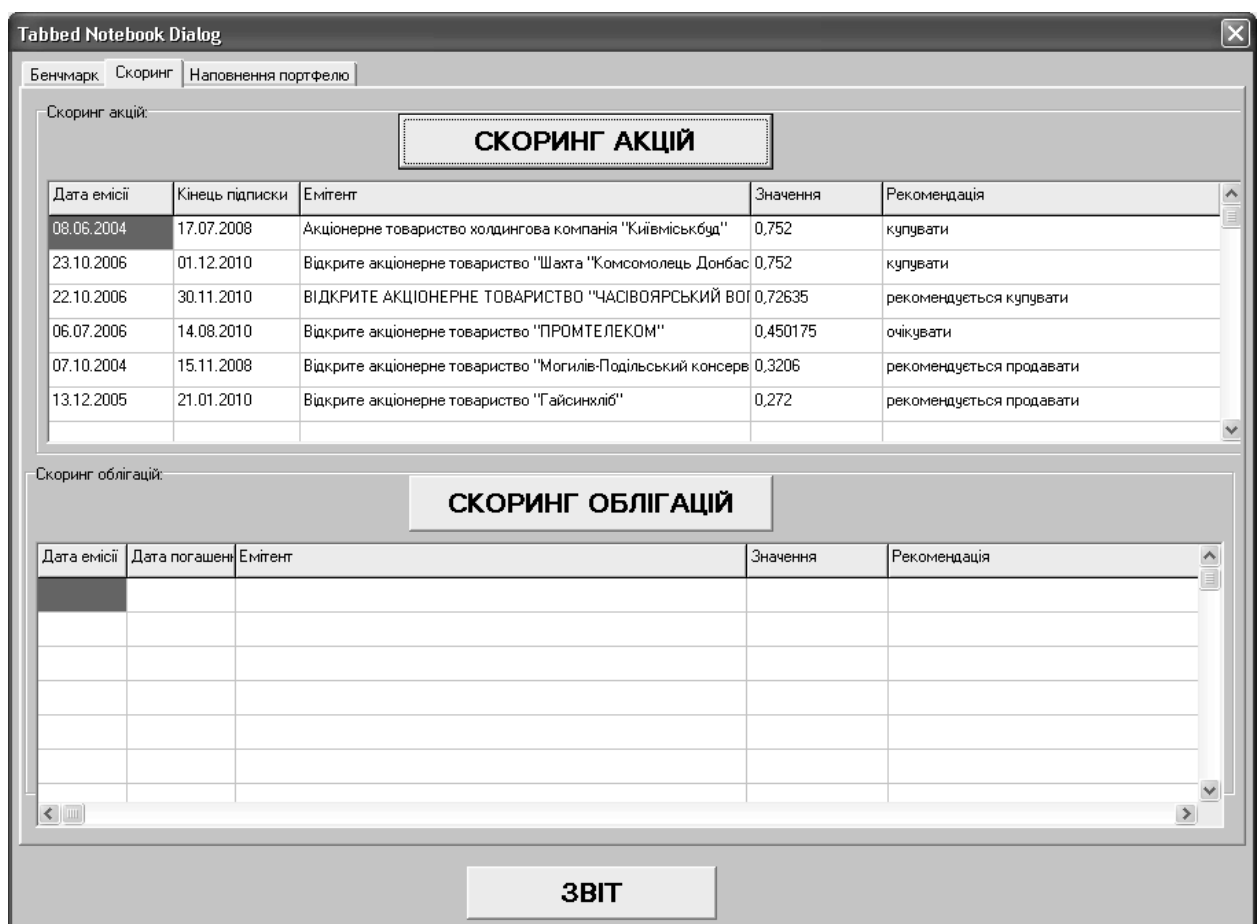 Tabbed Notebook Dialog
Бенчмарк Скоринг Наповнення портфелю
Скоринг акцій:
СКОРИНГ АКЦІЙ
Дата емісії Кінець підписки Емітент Значення Рекомендація
08.06.2004 17.07.2008 Акціонерне товариство холдингова компанія "Київміськбуд" 0,752 купувати
23.10.2006 01.12.2010 Відкрите акціонерне товариство "Шахта "Комсомолець Донбас 0,752 купувати
22.10.2006 30.11.2010 ВІДКРИТЕ АКЦІОНЕРНЕ ТОВАРИСТВО "ЧАСІВОЯРСЬКИЙ ВОГ 0,72635 рекомендується купувати
06.07.2006 14.08.2010 Відкрите акціонерне товариство "ПРОМТЕЛЕКОМ" 0,450175 очікувати
07.10.2004 15.11.2008 Відкрите акціонерне товариство "Могилів-Подільський консерв 0,3206 рекомендується продавати
13.12.2005 21.01.2010 Відкрите акціонерне товариство "Гайсинхліб" 0,272 рекомендується продавати
Скоринг облігацій:
СКОРИНГ ОБЛІГАЦІЙ
Дата емісії Дата погашенн Емітент Значення Рекомендація
ЗВІТ